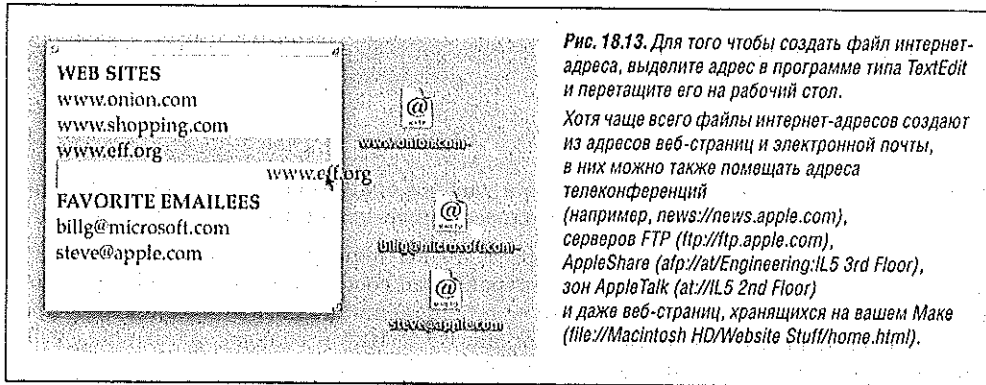 WEB SITES
www.onion.com
www.shopping.com
www.eff.org
www.eff.org
FAVORITE EMAILEES
billg@microsoft.com
steve@apple.com
www.onion.com-
billg@microsoft.com-
steve@apple.com
Рис. 18.13. Для того чтобы создать файл интернет-
адреса, выделите адрес в программе типа TextEdit
и перетащите его на рабочий стол.
Хотя чаще всего файлы интернет-адресов создают
из адресов веб-страниц и электронной почты,
в них можно также помещать адреса
телеконференций
(например, news://news.apple.com),
серверов FTP (ftp://ftp.apple.com),
AppleShare (afp://at/Engineering:IL5 3rd Floor),
зон AppleTalk (at://IL5 2nd Floor)
и даже веб-страниц, хранящихся на вашем Маке
(file://Macintosh HD/Website Stuff/home.html).